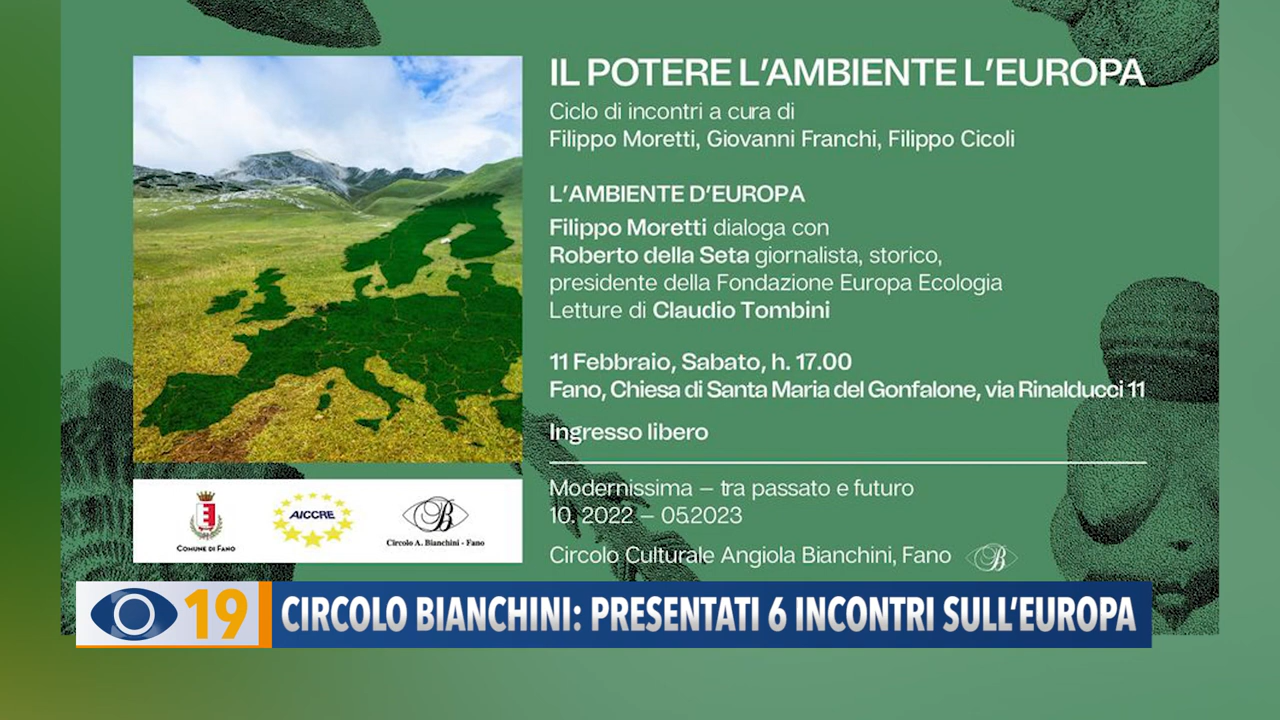 IL POTERE L'AMBIENTE L'EUROPA
Ciclo di incontri a cura di
Filippo Moretti, Giovanni Franchi, Filippo Cicoli
L'AMBIENTE D'EUROPA
Filippo Moretti dialoga con
Roberto della Seta giornalista, storico,
presidente della Fondazione Europa Ecologia
Letture di Claudio Tombini
11 Febbraio, Sabato, h. 17.00
Fano, Chiesa di Santa Maria del Gonfalone, via Rinalducci 11
Ingresso libero
Modernissima – tra passato e futuro
10. 2022 – 05.2023
Circolo Culturale Angiola Bianchini, Fano
B
COMUNE DI FANO
AICCRE
B
Circolo A. Bianchini - Fano
19
CIRCOLO BIANCHINI: PRESENTATI 6 INCONTRI SULL'EUROPA